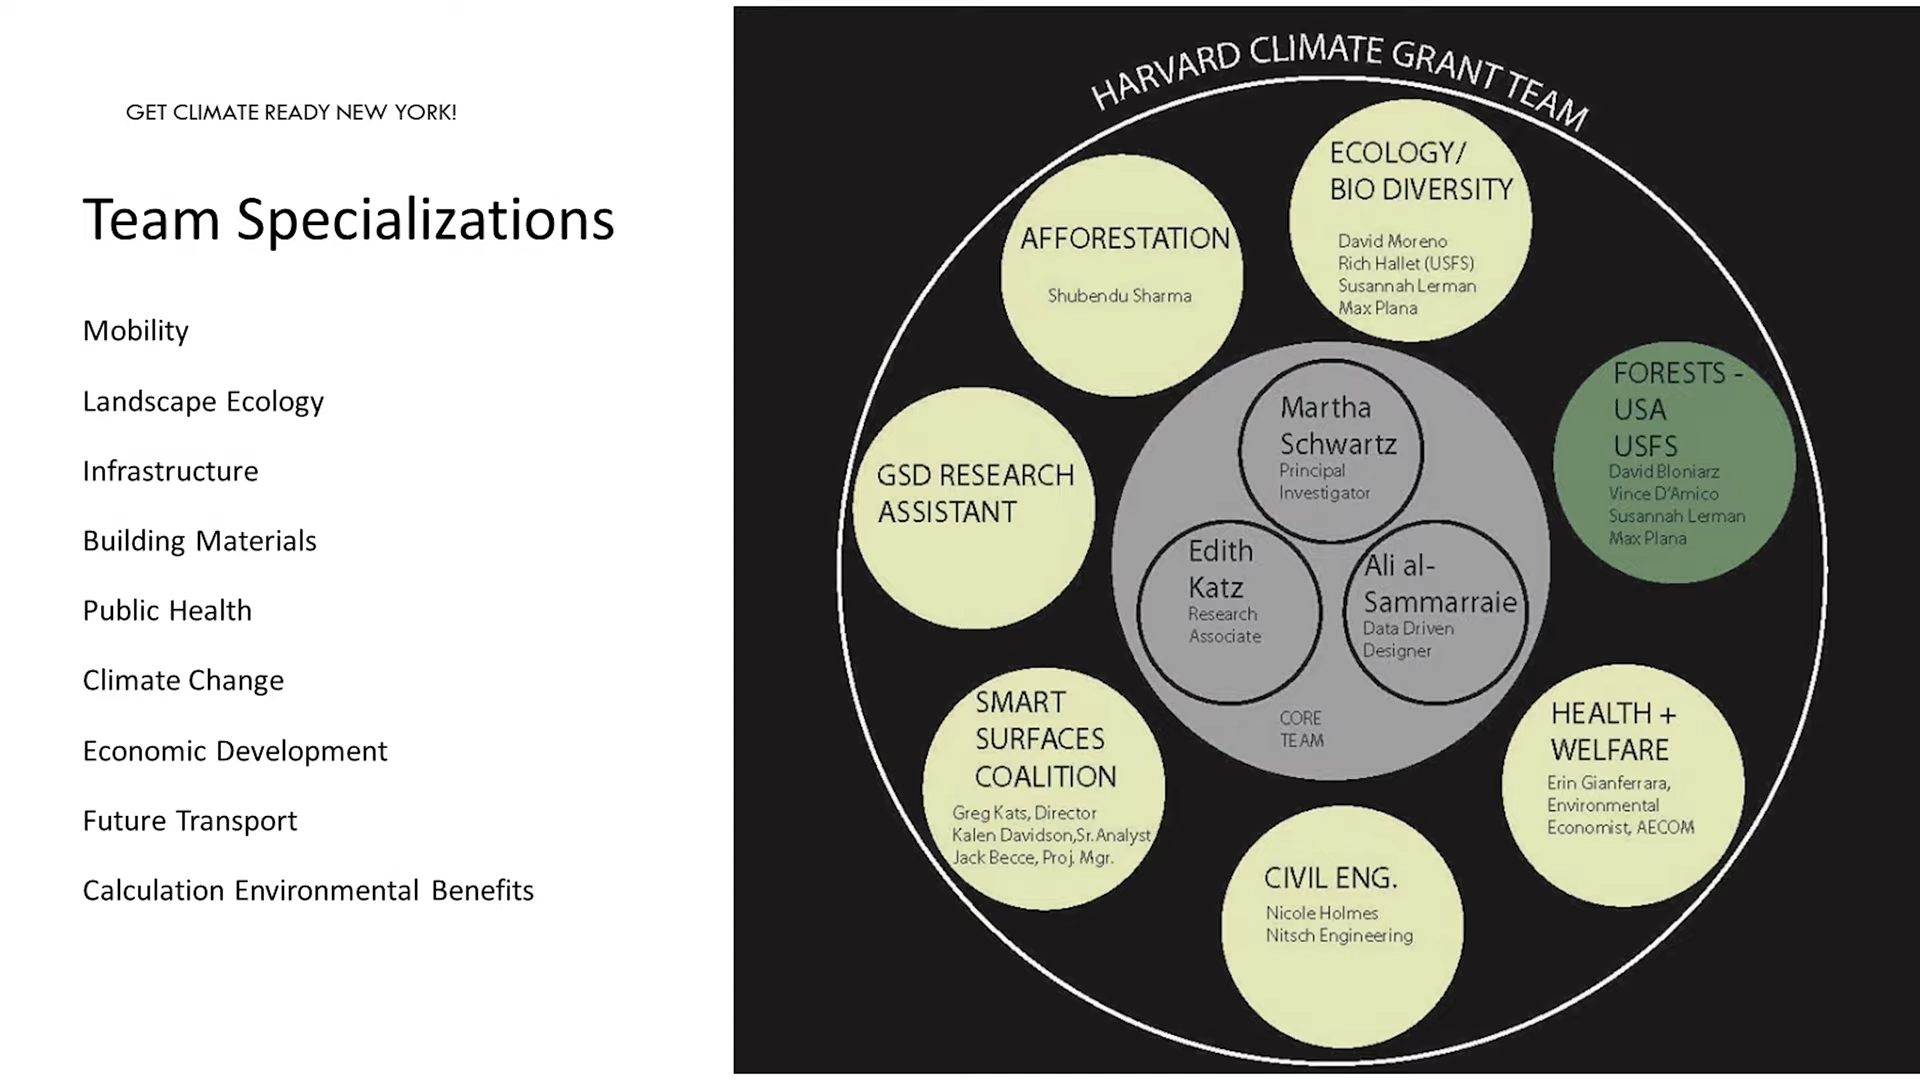 GET CLIMATE READY NEW YORK!
Team Specializations
Mobility
Landscape Ecology
Infrastructure
Building Materials
Public Health
Climate Change
Economic Development
Future Transport
Calculation Environmental Benefits
HARVARD CLIMATE GRANT TEAM
ECOLOGY/
BIO DIVERSITY
David Moreno
Rich Hallet (USFS)
Susannah Lerman
Max Plana
AFFORESTATION
Shubendu Sharma
FORESTS -
USA
USFS
David Bloniarz
Vince D'Amico
Susannah Lerman
Max Plana
Martha
Schwartz
Principal
Investigator
GSD RESEARCH
ASSISTANT
Edith
Katz
Research
Associate
Ali al-
Sammarraie
Data Driven
Designer
CORE
TEAM
SMART
SURFACES
COALITION
Greg Kats, Director
Kalen Davidson,Sr.Analyst
Jack Becce, Proj. Mgr.
HEALTH +
WELFARE
Erin Gianferrara,
Environmental
Economist, AECOM
CIVIL ENG.
Nicole Holmes
Nitsch Engineering